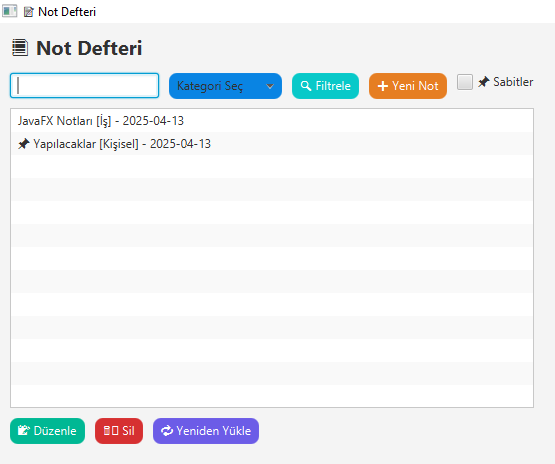 Not Defteri
Not Defteri
Kategori Seç
Filtrele
Yeni Not
Sabitler
JavaFX Notları [İş] - 2025-04-13
Yapılacaklar [Kişisel] - 2025-04-13
Düzenle
Sil
Yeniden Yükle